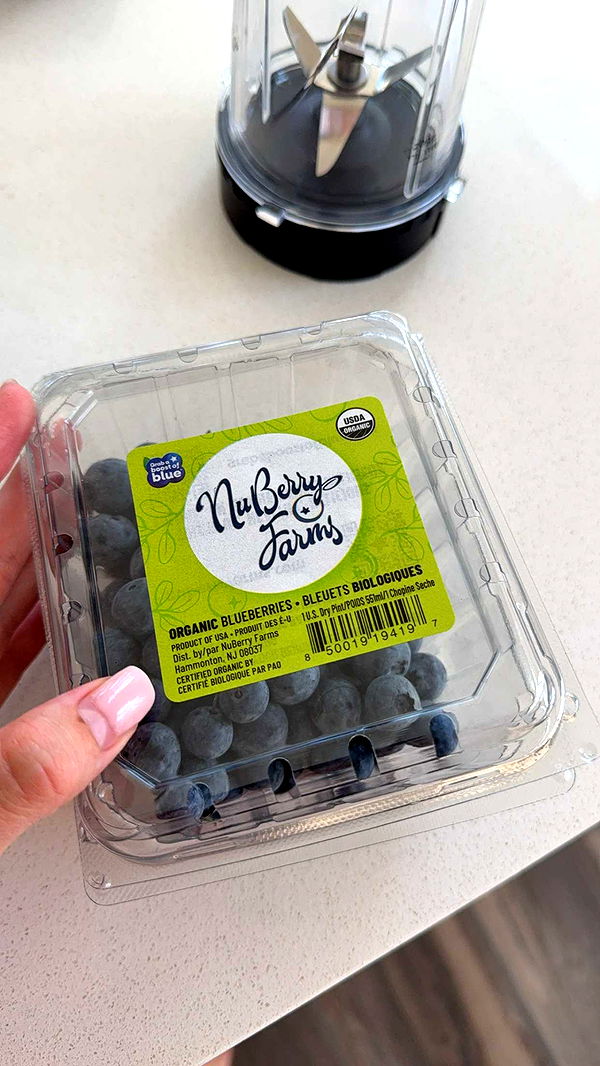 USDA
ORGANIC
Grab a
boost of
blue
NuBerry
Farms
ORGANIC BLUEBERRIES • BLEUETS BIOLOGIQUES
PRODUCT OF USA • PRODUIT DES É-U
1 U.S. Dry Pint/POIDS 551ml/1 Chopine Seche
Dist. by/par NuBerry Farms
Hammonton, NJ 08037
CERTIFIED ORGANIC BY
CERTIFIÉ BIOLOGIQUE PAR PAO
8 50019 19419 7